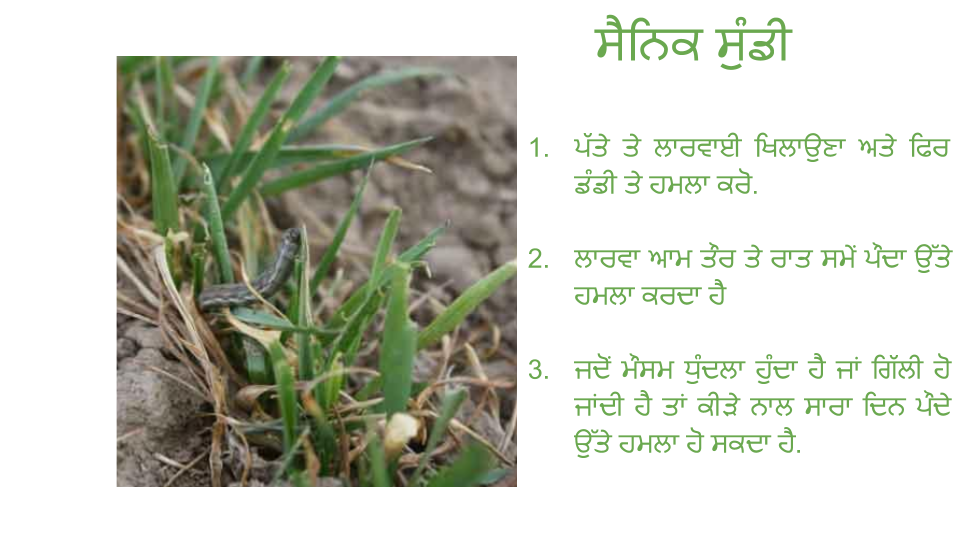 ਸੈਨਿਕ ਸੁੰਡੀ
1. ਪੱਤੇ ਤੇ ਲਾਰਵਾਈ ਖਿਲਾਉਣਾ ਅਤੇ ਫਿਰ
ਡੰਡੀ ਤੇ ਹਮਲਾ ਕਰੋ.
2. ਲਾਰਵਾ ਆਮ ਤੌਰ ਤੇ ਰਾਤ ਸਮੇਂ ਪੌਦਾ ਉੱਤੇ
ਹਮਲਾ ਕਰਦਾ ਹੈ
3. ਜਦੋਂ ਮੌਸਮ ਧੁੰਦਲਾ ਹੁੰਦਾ ਹੈ ਜਾਂ ਗਿੱਲੀ ਹੋ
ਜਾਂਦੀ ਹੈ ਤਾਂ ਕੀੜੇ ਨਾਲ ਸਾਰਾ ਦਿਨ ਪੌਦੇ
ਉੱਤੇ ਹਮਲਾ ਹੋ ਸਕਦਾ ਹੈ.